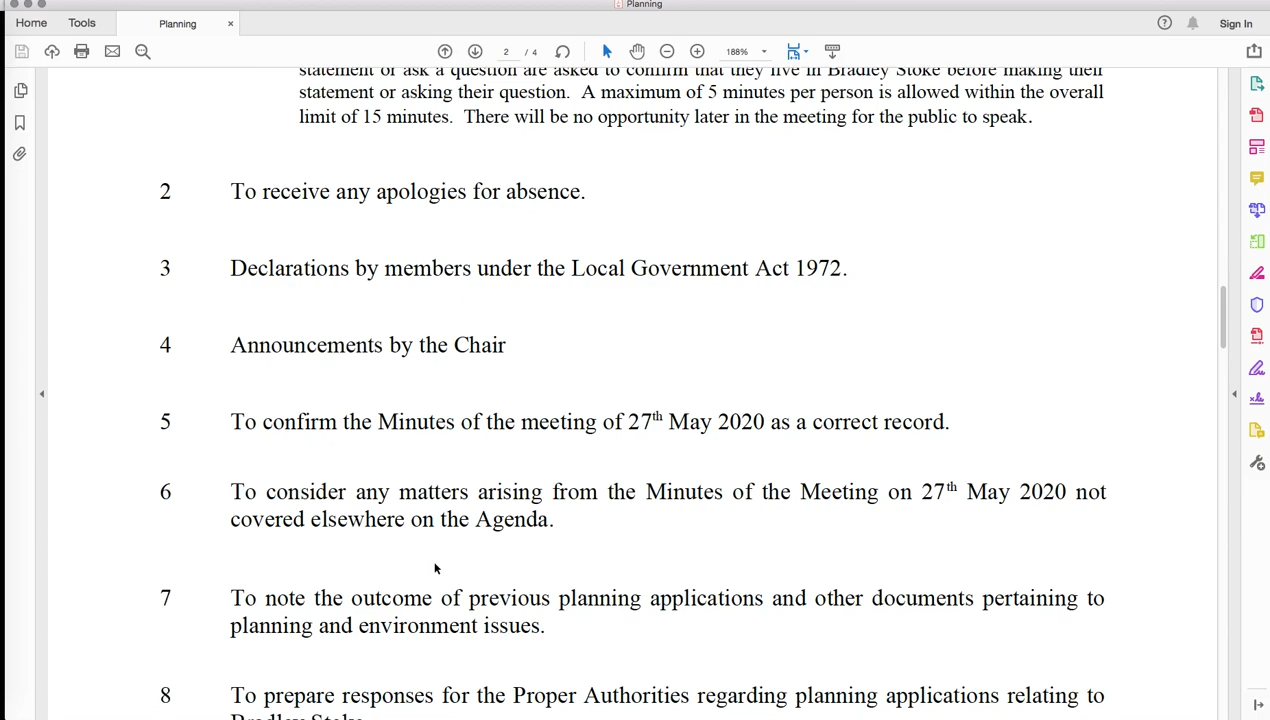 Planning
Home Tools Planning × Sign In
2 / 4 188%
statement or ask a question are asked to confirm that they live in Bradley Stoke before making their
statement or asking their question. A maximum of 5 minutes per person is allowed within the overall
limit of 15 minutes. There will be no opportunity later in the meeting for the public to speak.
2 To receive any apologies for absence.
3 Declarations by members under the Local Government Act 1972.
4 Announcements by the Chair
5 To confirm the Minutes of the meeting of 27th May 2020 as a correct record.
6 To consider any matters arising from the Minutes of the Meeting on 27th May 2020 not
covered elsewhere on the Agenda.
7 To note the outcome of previous planning applications and other documents pertaining to
planning and environment issues.
8 To prepare responses for the Proper Authorities regarding planning applications relating to
Bradley Stoke